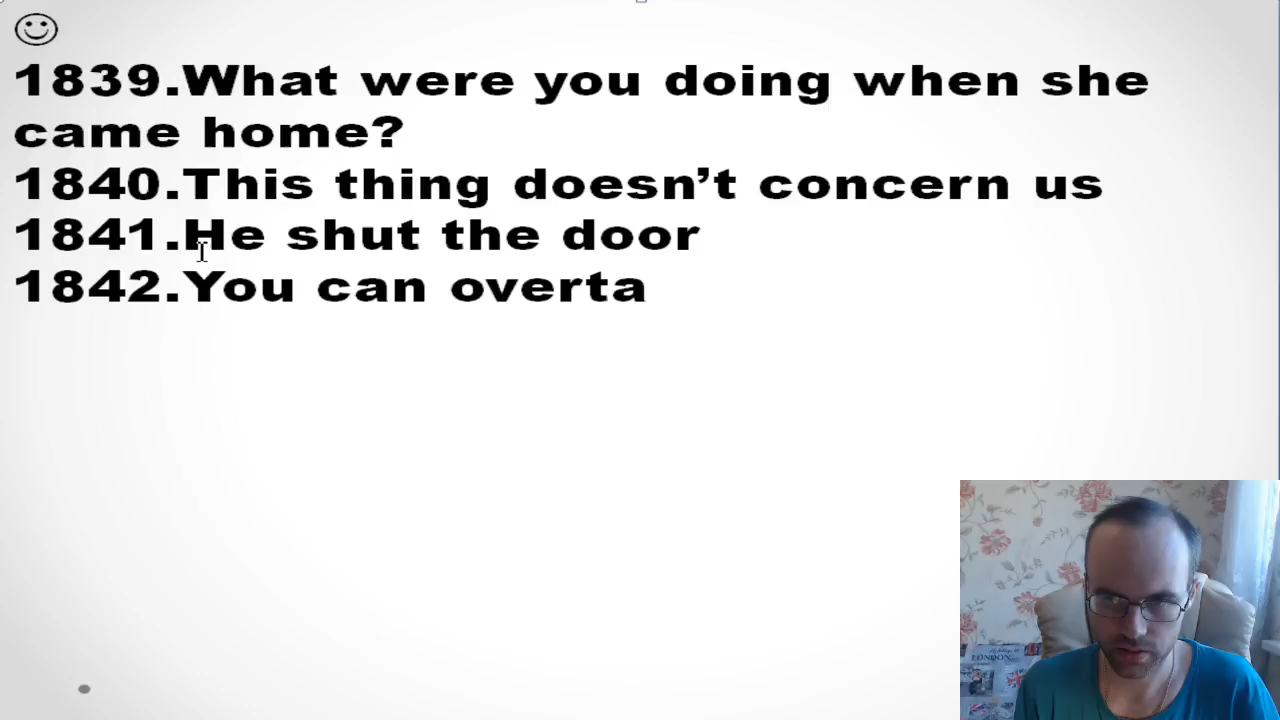 1839.What were you doing when she
came home?
1840.This thing doesn’t concern us
1841.He shut the door
1842.You can overta
LONDON